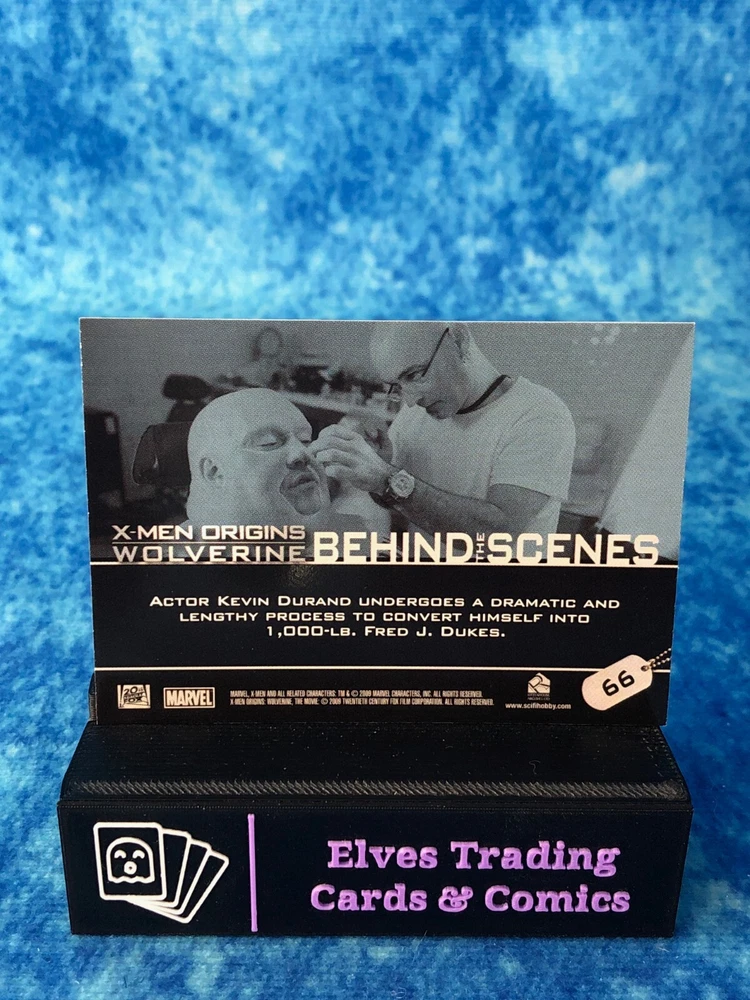 X-MEN ORIGINS
WOLVERINE BEHIND THE SCENES
ACTOR KEVIN DURAND UNDERGOES A DRAMATIC AND
LENGTHY PROCESS TO CONVERT HIMSELF INTO
1,000-LB. FRED J. DUKES.
66
20th CENTURY FOX
MARVEL
MARVEL, X-MEN AND ALL RELATED CHARACTERS: TM & © 2009 MARVEL CHARACTERS, INC. ALL RIGHTS RESERVED.
X-MEN ORIGINS: WOLVERINE, THE MOVIE: © 2009 TWENTIETH CENTURY FOX FILM CORPORATION. ALL RIGHTS RESERVED.
www.scifihobby.com
Elves Trading
Cards & Comics